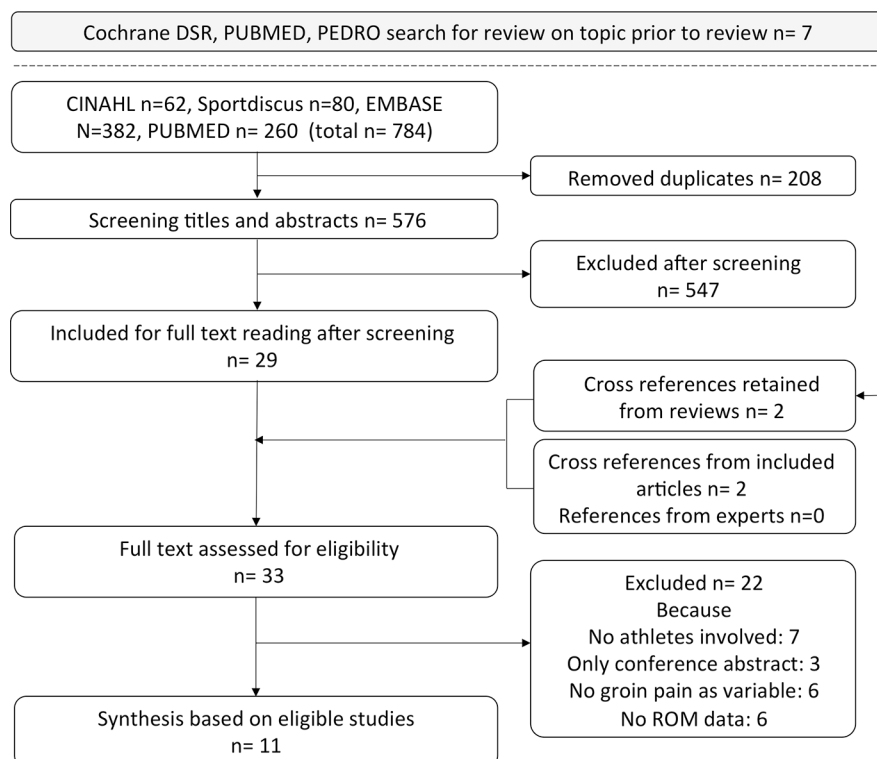 Cochrane DSR, PUBMED, PEDRO search for review on topic prior to review n= 7
CINAHL n=62, Sportdiscus n=80, EMBASE
N=382, PUBMED n= 260  (total n= 784)
Removed duplicates n= 208
Screening titles and abstracts n= 576
Excluded after screening
n= 547
Included for full text reading after screening
n= 29
Cross references retained
from reviews n= 2
Cross references from included
articles n= 2
References from experts n=0
Full text assessed for eligibility
n= 33
Excluded n= 22
Because
No athletes involved: 7
Only conference abstract: 3
No groin pain as variable: 6
No ROM data: 6
Synthesis based on eligible studies
n= 11